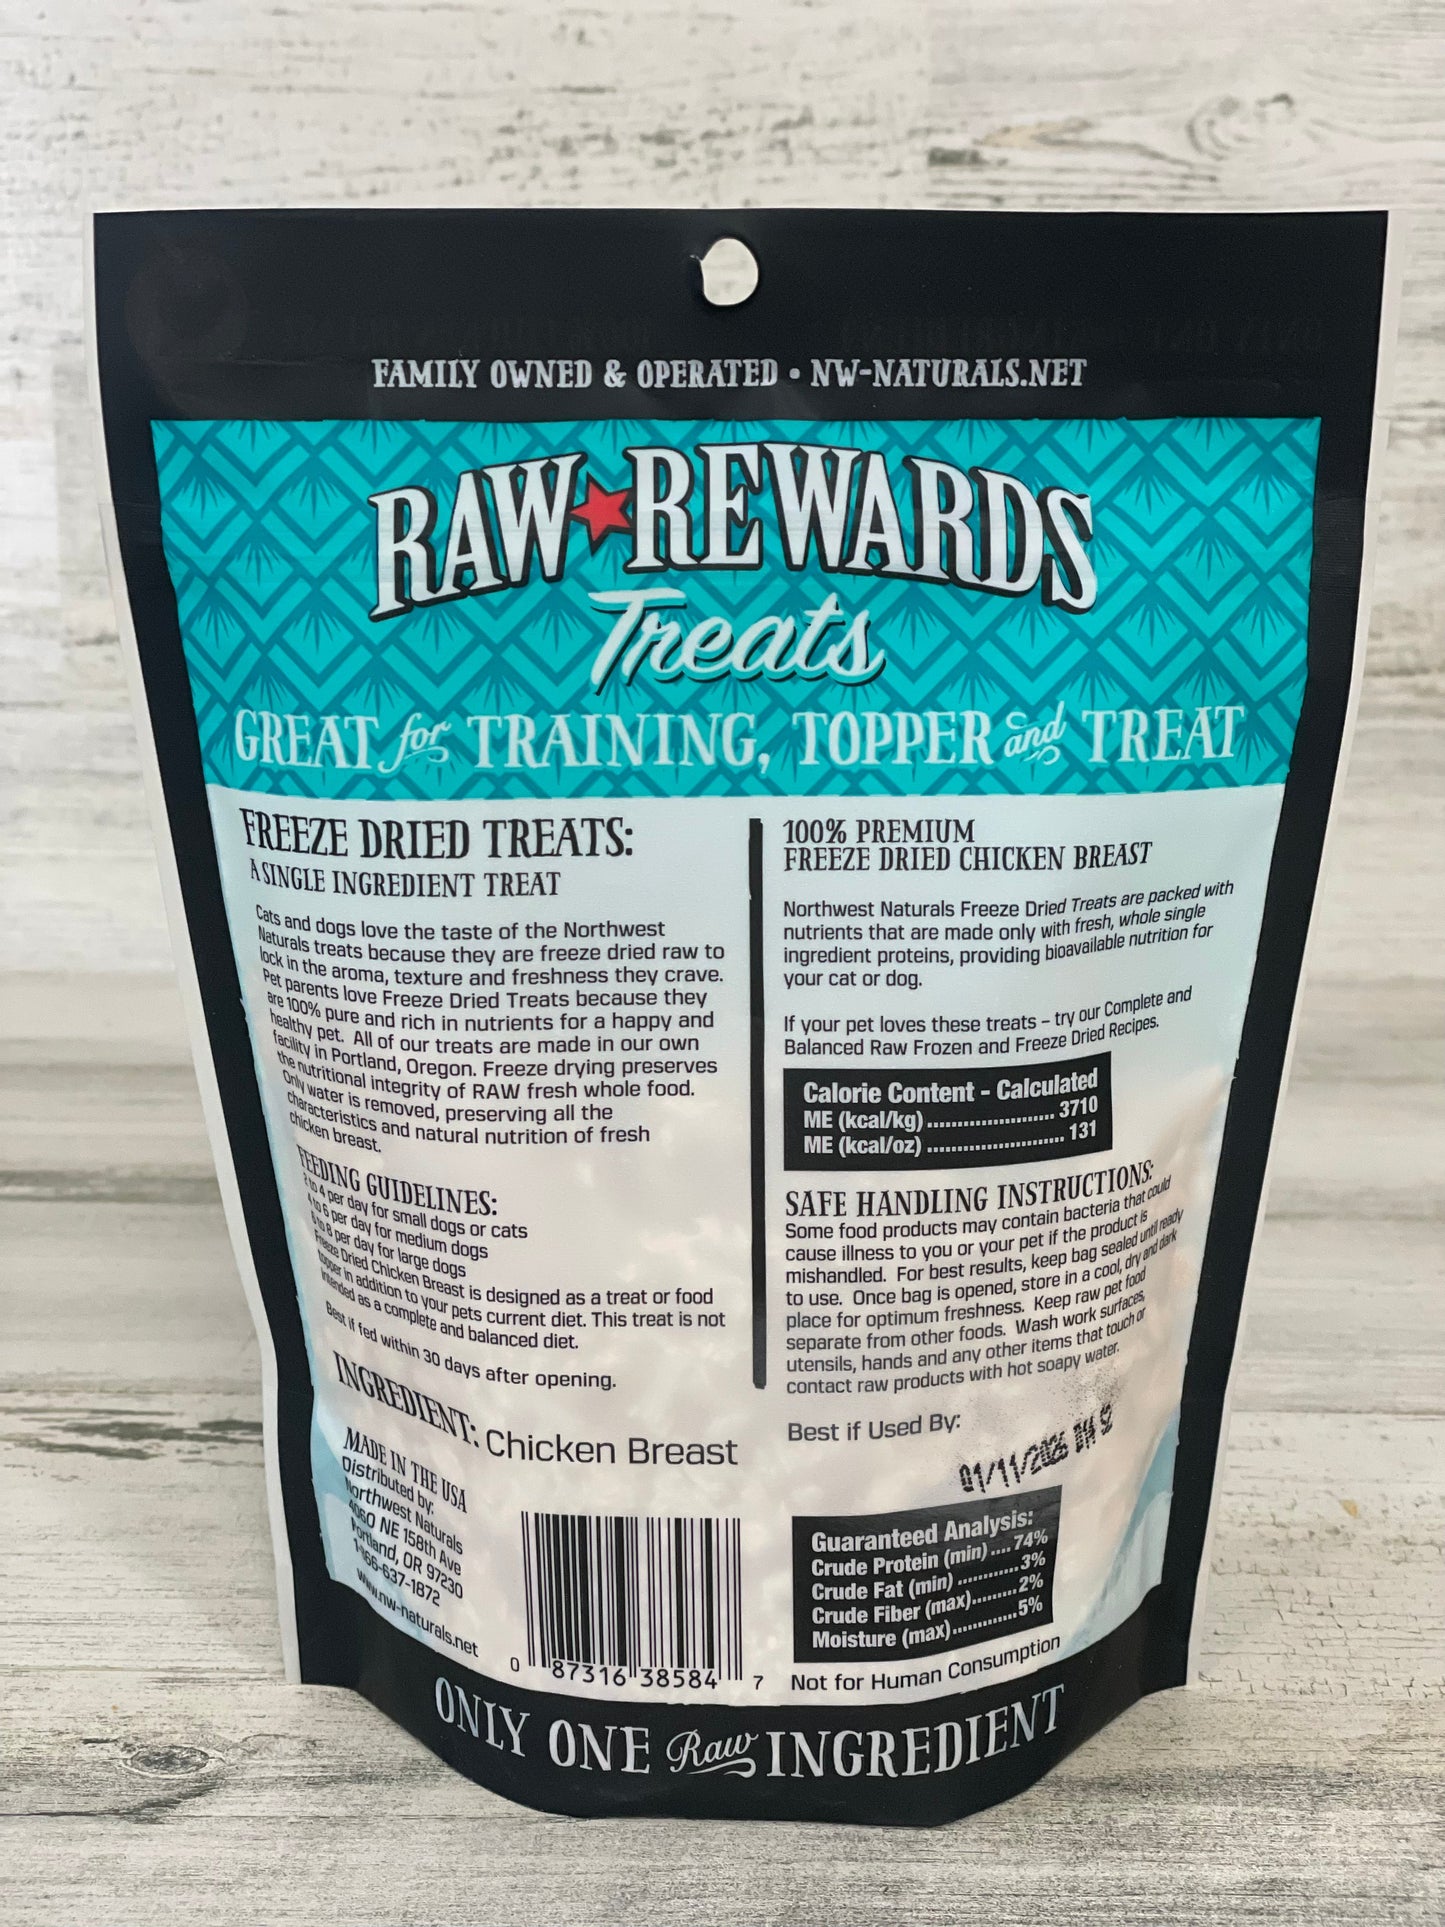 FAMILY OWNED & OPERATED • NW-NATURALS.NET
RAW★REWARDS
Treats
GREAT for TRAINING, TOPPER and TREAT
FREEZE DRIED TREATS:
A SINGLE INGREDIENT TREAT
Cats and dogs love the taste of the Northwest
Naturals treats because they are freeze dried raw to
lock in the aroma, texture and freshness they crave.
Pet parents love Freeze Dried Treats because they
are 100% pure and rich in nutrients for a happy and
healthy pet. All of our treats are made in our own
facility in Portland, Oregon. Freeze drying preserves
the nutritional integrity of RAW fresh whole food.
Only water is removed, preserving all the
characteristics and natural nutrition of fresh
chicken breast.
FEEDING GUIDELINES:
2 to 4 per day for small dogs or cats
4 to 6 per day for medium dogs
6 to 8 per day for large dogs
Freeze Dried Chicken Breast is designed as a treat or food
topper in addition to your pets current diet. This treat is not
intended as a complete and balanced diet.
Best if fed within 30 days after opening.
INGREDIENT: Chicken Breast
MADE IN THE USA
Distributed by:
Northwest Naturals
4060 NE 158th Ave
Portland, OR 97230
1-866-637-1872
www.nw-naturals.net
0 87316 38584 7
100% PREMIUM
FREEZE DRIED CHICKEN BREAST
Northwest Naturals Freeze Dried Treats are packed with
nutrients that are made only with fresh, whole single
ingredient proteins, providing bioavailable nutrition for
your cat or dog.
If your pet loves these treats – try our Complete and
Balanced Raw Frozen and Freeze Dried Recipes.
Calorie Content - Calculated
ME (kcal/kg) ........................ 3710
ME (kcal/oz) ......................... 131
SAFE HANDLING INSTRUCTIONS:
Some food products may contain bacteria that could
cause illness to you or your pet if the product is
mishandled. For best results, keep bag sealed until ready
to use. Once bag is opened, store in a cool, dry and dark
place for optimum freshness. Keep raw pet food
separate from other foods. Wash work surfaces,
utensils, hands and any other items that touch or
contact raw products with hot soapy water.
Best if Used By:
01/11/2026
Guaranteed Analysis:
Crude Protein (min) .... 74%
Crude Fat (min) ............ 3%
Crude Fiber (max)......... 2%
Moisture (max)............. 5%
Not for Human Consumption
ONLY ONE Raw INGREDIENT